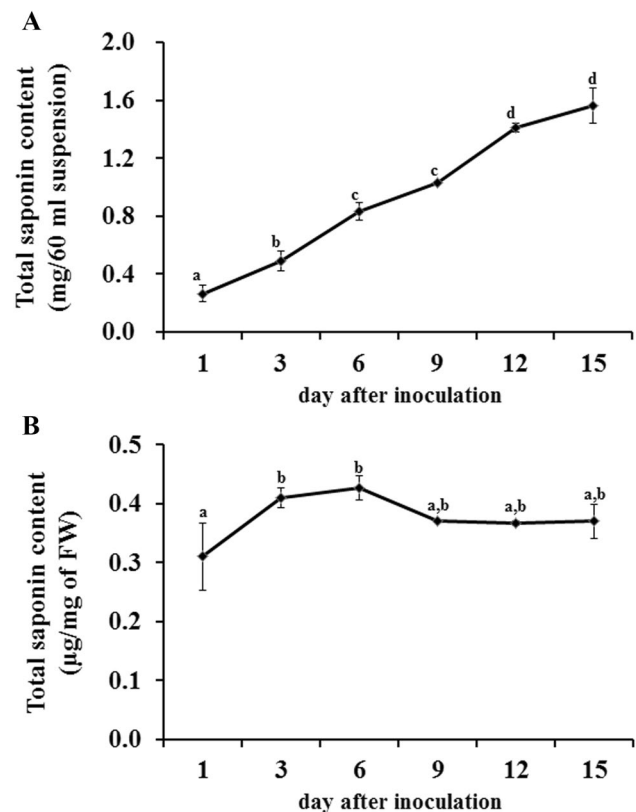 A
Total saponin content
(mg/60 ml suspension)
2.0
1.6
1.2
0.8
0.4
0.0
a
b
c
c
d
d
1 3 6 9 12 15
day after inoculation
B
Total saponin content
(µg/mg of FW)
0.5
0.4
0.3
0.2
0.1
0.0
a
b
b
a,b
a,b
a,b
1 3 6 9 12 15
day after inoculation